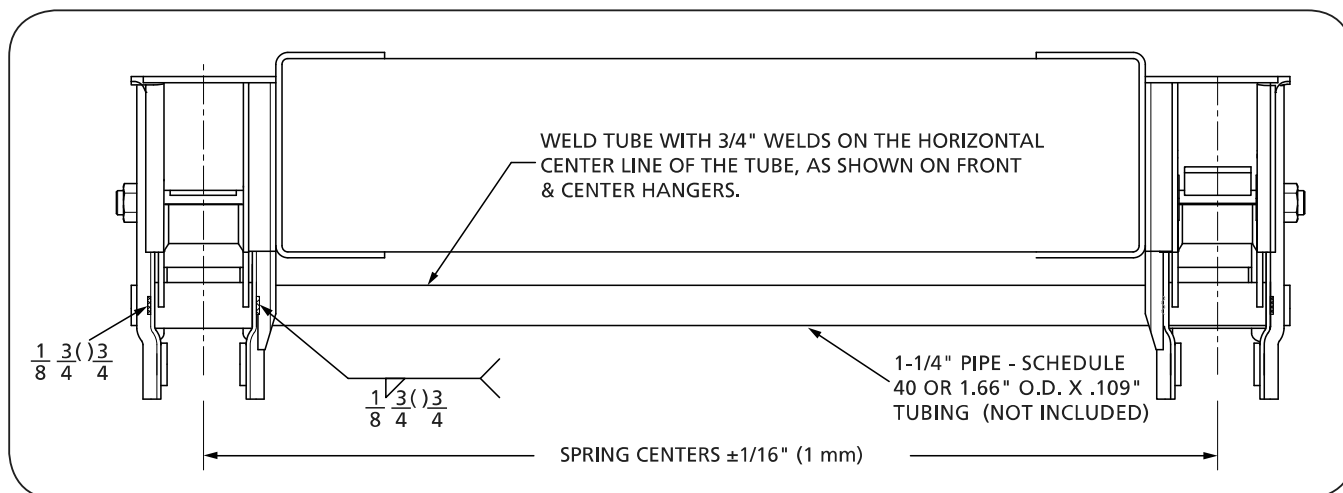 WELD TUBE WITH 3/4" WELDS ON THE HORIZONTAL
CENTER LINE OF THE TUBE, AS SHOWN ON FRONT
& CENTER HANGERS.
1/8 3/4( )3/4
1/8 3/4( )3/4
1-1/4" PIPE - SCHEDULE
40 OR 1.66" O.D. X .109"
TUBING (NOT INCLUDED)
SPRING CENTERS ±1/16" (1 mm)